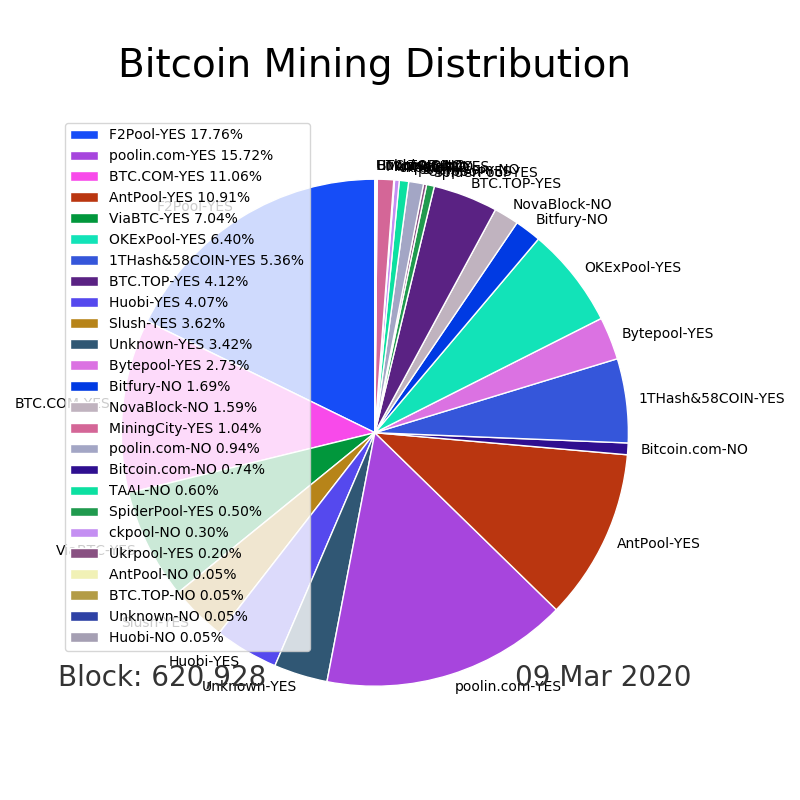 Bitcoin Mining Distribution
F2Pool-YES 17.76%
poolin.com-YES 15.72%
BTC.COM-YES 11.06%
AntPool-YES 10.91%
ViaBTC-YES 7.04%
OKExPool-YES 6.40%
1THash&58COIN-YES 5.36%
BTC.TOP-YES 4.12%
Huobi-YES 4.07%
Slush-YES 3.62%
Unknown-YES 3.42%
Bytepool-YES 2.73%
Bitfury-NO 1.69%
NovaBlock-NO 1.59%
MiningCity-YES 1.04%
poolin.com-NO 0.94%
Bitcoin.com-NO 0.74%
TAAL-NO 0.60%
SpiderPool-YES 0.50%
ckpool-NO 0.30%
Ukrpool-YES 0.20%
AntPool-NO 0.05%
BTC.TOP-NO 0.05%
Unknown-NO 0.05%
Huobi-NO 0.05%
F2Pool-YES
BTC.COM-YES
ViaBTC-YES
Slush-YES
Huobi-YES
Unknown-YES
poolin.com-YES
AntPool-YES
Bitcoin.com-NO
1THash&58COIN-YES
Bytepool-YES
OKExPool-YES
Bitfury-NO
NovaBlock-NO
BTC.TOP-YES
SpiderPool-YES
Block: 620,928
09 Mar 2020